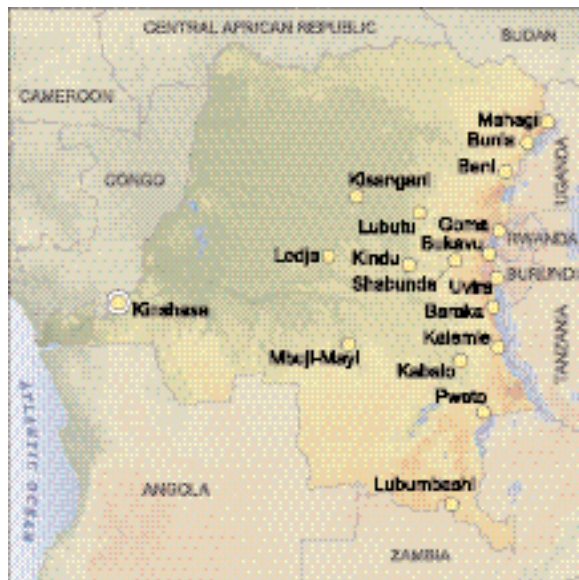 CENTRAL AFRICAN REPUBLIC
SUDAN
CAMEROON
Mahagi
Bunia
Beni
UGANDA
CONGO
Kisangani
Lubutu
Goma
RWANDA
Bukavu
Lodja
Kindu
Shabunda
BURUNDI
Uvira
Kinshasa
Baraka
TANZANIA
Kalemie
Mbuji-Mayi
Kabalo
Pweto
ATLANTIC OCEAN
Lubumbashi
ANGOLA
ZAMBIA